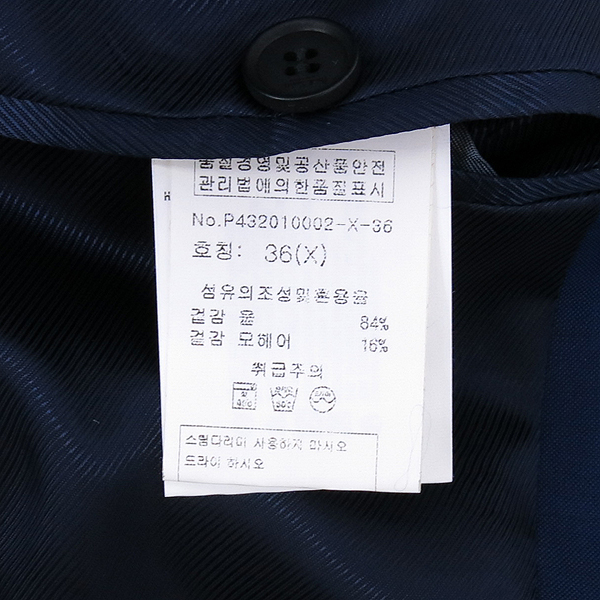 품질경영및공산품안전
관리법에의한품질표시
No.P432010002-X-36
호칭: 36(X)
섬유의조성및혼용율
겉감 울 84%
겉감 모헤어 16%
취급주의
스팀다리미 사용하지 마시오
드라이 하시오